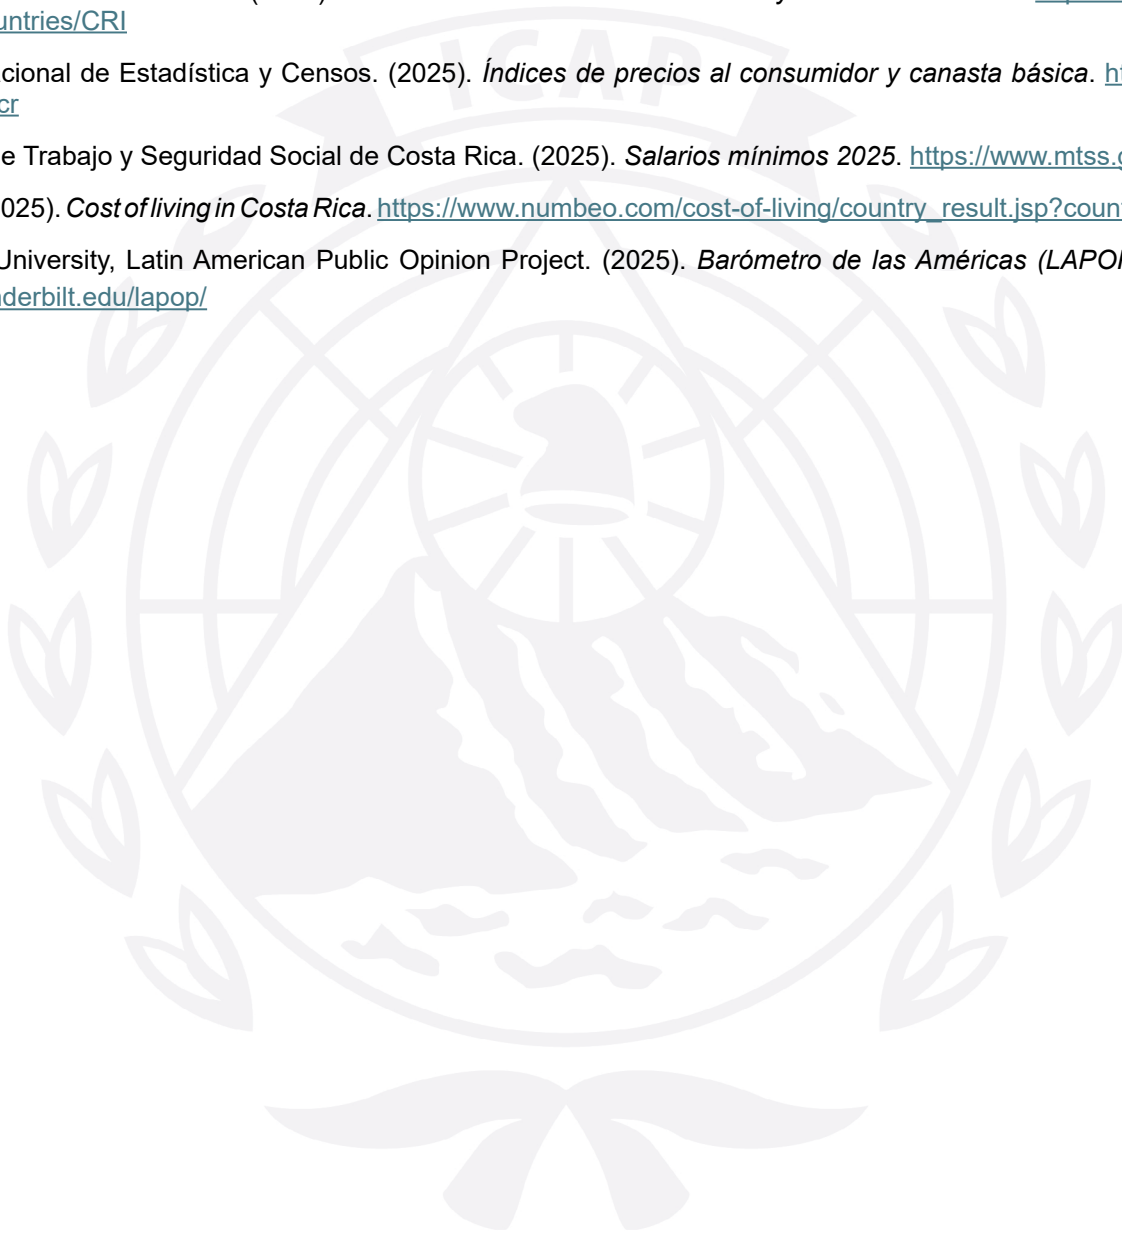 untries/CRI
cional de Estadística y Censos. (2025). Índices de precios al consumidor y canasta básica. ht
cr
e Trabajo y Seguridad Social de Costa Rica. (2025). Salarios mínimos 2025. https://www.mtss.g
025). Cost of living in Costa Rica. https://www.numbeo.com/cost-of-living/country_result.jsp?coun
University, Latin American Public Opinion Project. (2025). Barómetro de las Américas (LAPOP
nderbilt.edu/lapop/
ICAP